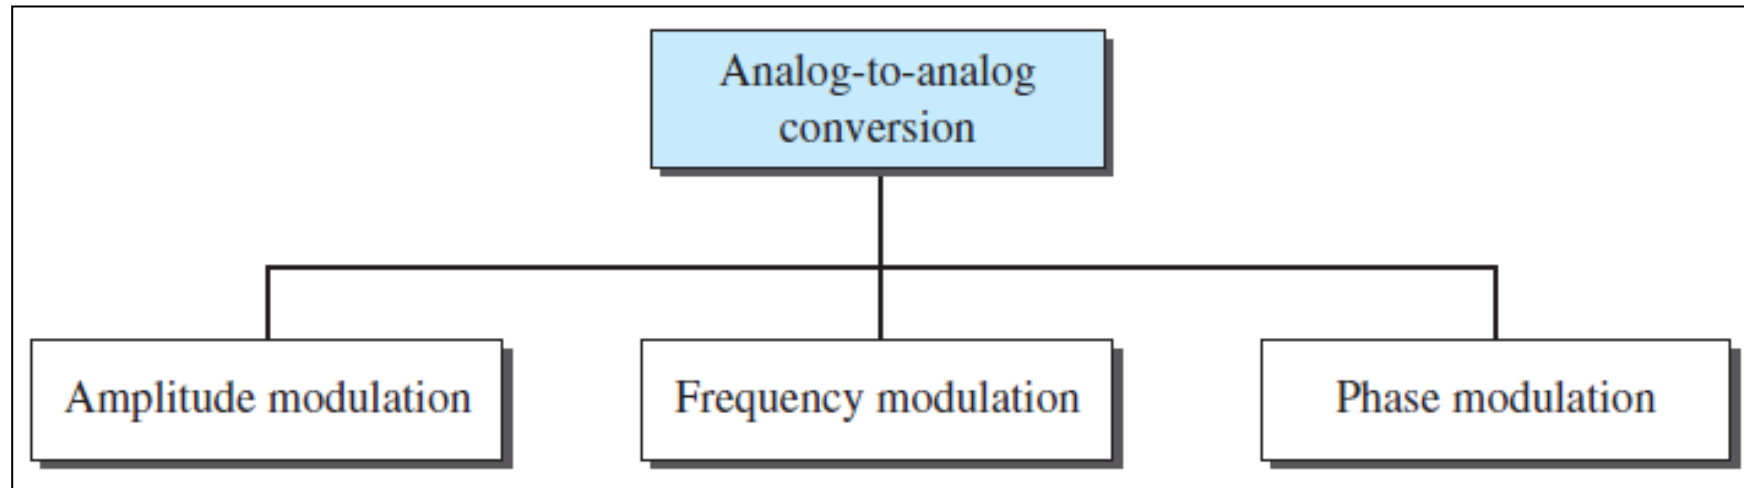 Analog-to-analog
conversion
Amplitude modulation
Frequency modulation
Phase modulation